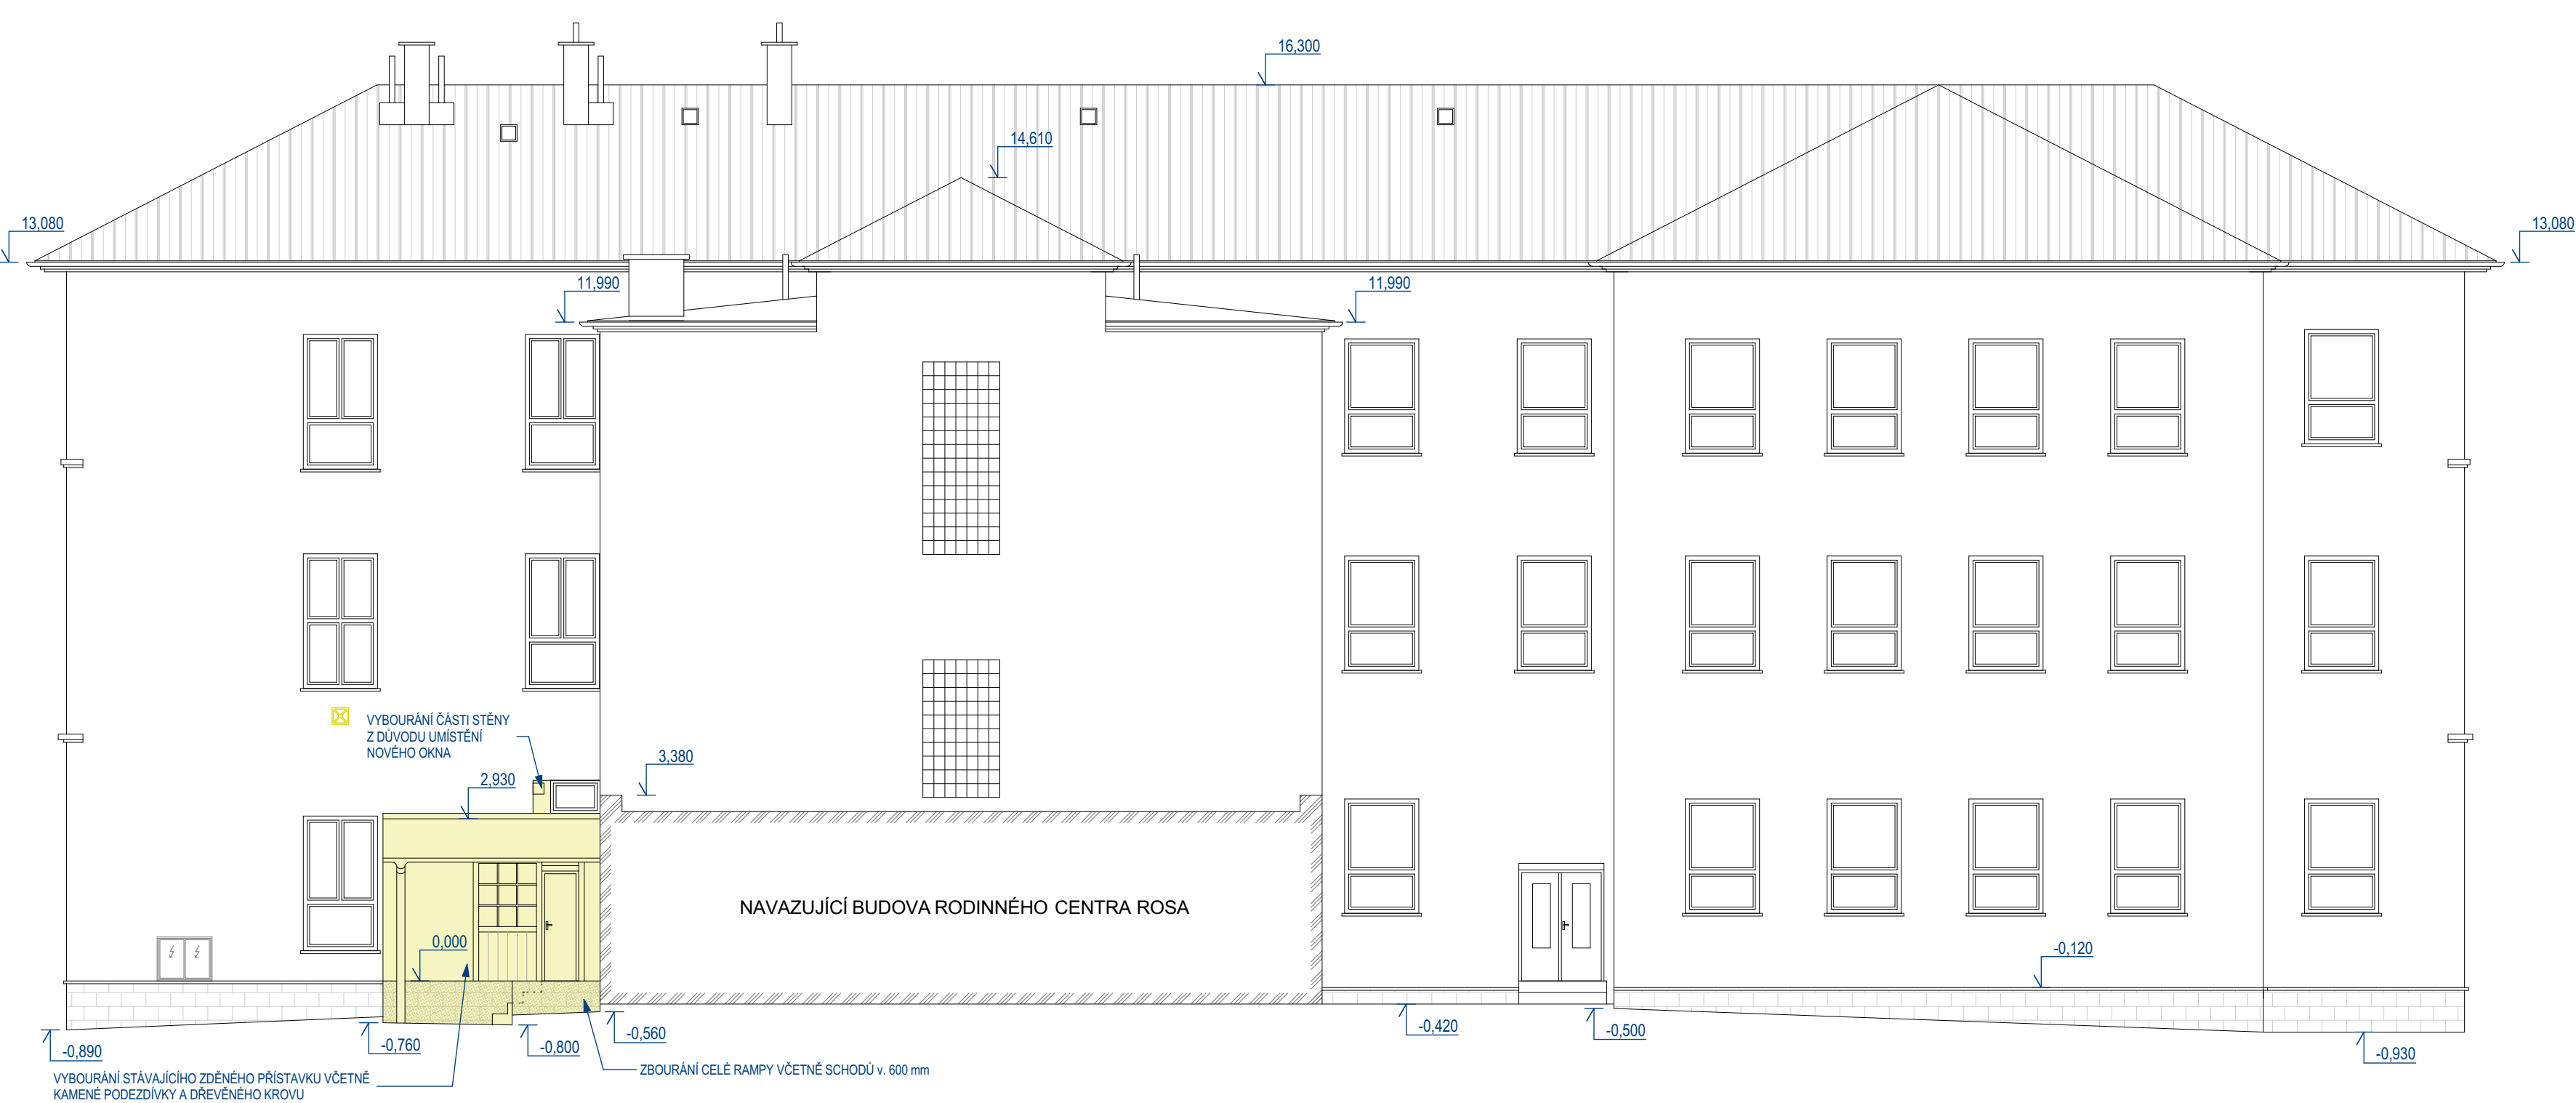 16,300
14,610
13,080
13,080
11,990
11,990
VYBOURÁNÍ ČÁSTI STĚNY
Z DŮVODU UMÍSTĚNÍ
NOVÉHO OKNA
3,380
2,930
NAVAZUJÍCÍ BUDOVA RODINNÉHO CENTRA ROSA
0,000
-0,120
-0,890
-0,760
-0,800
-0,560
-0,420
-0,500
-0,930
ZBOURÁNÍ CELÉ RAMPY VČETNĚ SCHODŮ v. 600 mm
VYBOURÁNÍ STÁVAJÍCÍHO ZDĚNÉHO PŘÍSTAVKU VČETNĚ
KAMENÉ PODEZDÍVKY A DŘEVĚNÉHO KROVU